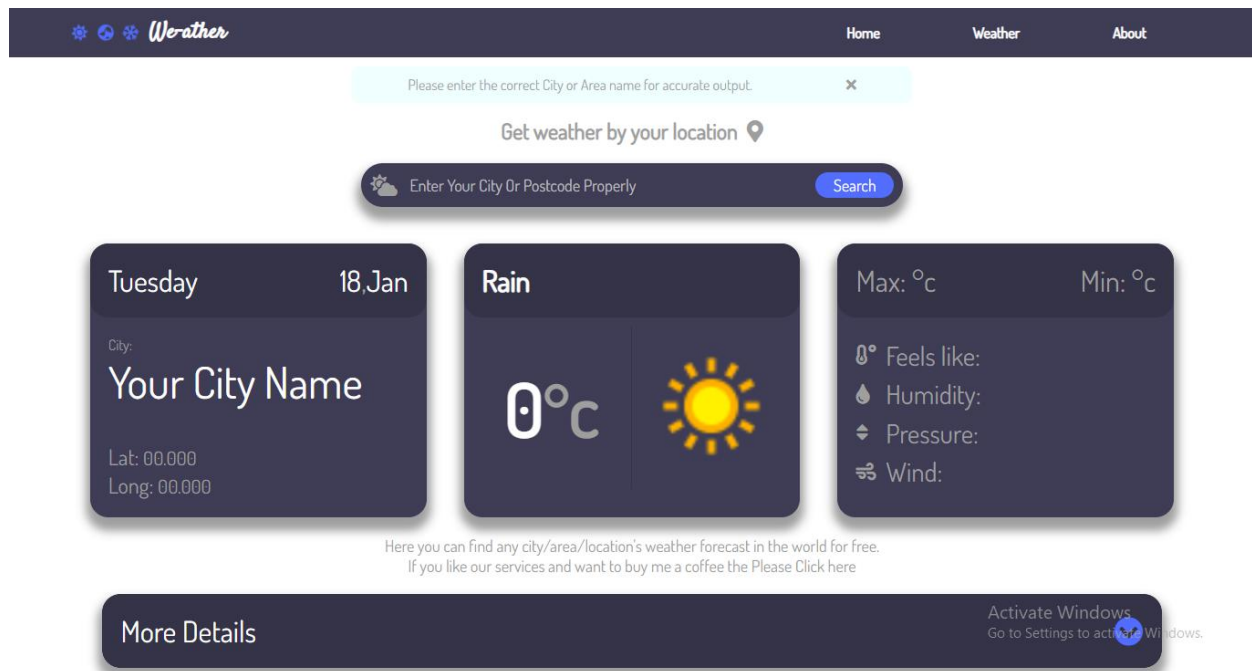 We-ather
Home Weather About
Please enter the correct City or Area name for accurate output.
Get weather by your location
Enter Your City Or Postcode Properly
Search
Tuesday 18,Jan
City:
Your City Name
Lat: 00.000
Long: 00.000
Rain
0°c
Max: °c Min: °c
Feels like:
Humidity:
Pressure:
Wind:
Here you can find any city/area/location's weather forecast in the world for free.
If you like our services and want to buy me a coffee the Please Click here
More Details
Activate Windows
Go to Settings to activate Windows.